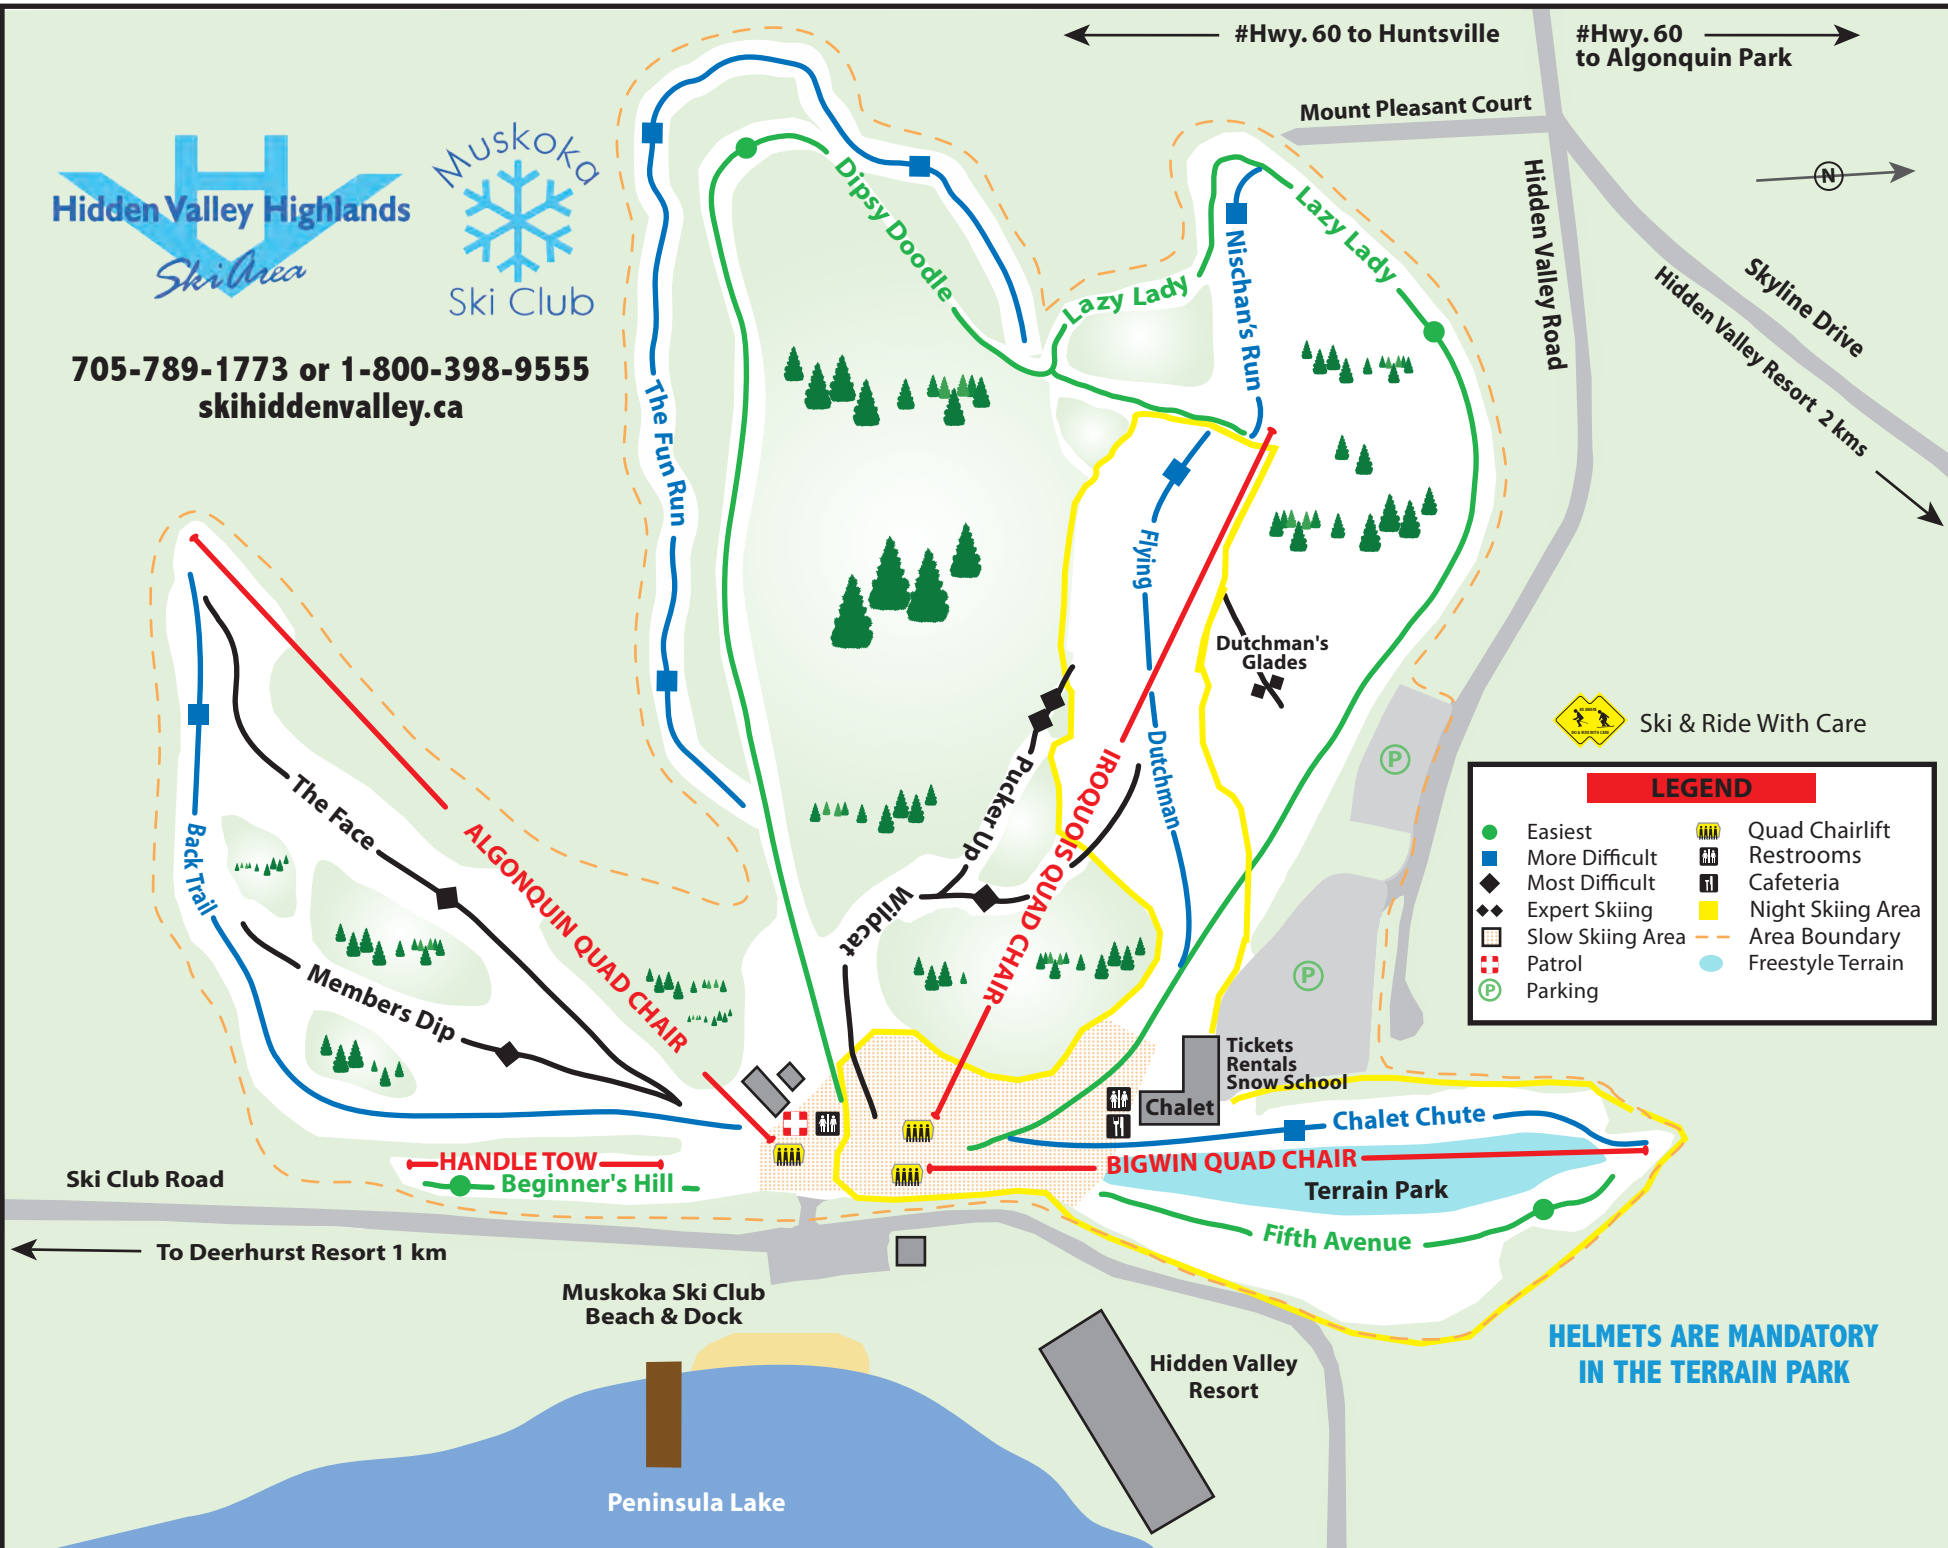 #Hwy. 60 to Huntsville
#Hwy. 60
to Algonquin Park
Mount Pleasant Court
N
Hidden Valley Road
Skyline Drive
Hidden Valley Resort 2 kms
H
Hidden Valley Highlands
Ski Area
Muskoka
Ski Club
705-789-1773 or 1-800-398-9555
skihiddenvalley.ca
Dipsy Doodle
Lazy Lady
Lazy Lady
Nischan's Run
The Fun Run
Flying
Dutchman
Dutchman's
Glades
Pucker Up
Wildcat
IROQUOIS QUAD CHAIR
The Face
Back Trail
Members Dip
ALGONQUIN QUAD CHAIR
P
P
Ski & Ride With Care
LEGEND
Easiest
More Difficult
Most Difficult
Expert Skiing
Slow Skiing Area
Patrol
P Parking
Quad Chairlift
Restrooms
Cafeteria
Night Skiing Area
Area Boundary
Freestyle Terrain
Tickets
Rentals
Snow School
Chalet
Chalet Chute
BIGWIN QUAD CHAIR
Terrain Park
Fifth Avenue
HANDLE TOW
Beginner's Hill
Ski Club Road
To Deerhurst Resort 1 km
Muskoka Ski Club
Beach & Dock
Peninsula Lake
Hidden Valley
Resort
HELMETS ARE MANDATORY
IN THE TERRAIN PARK